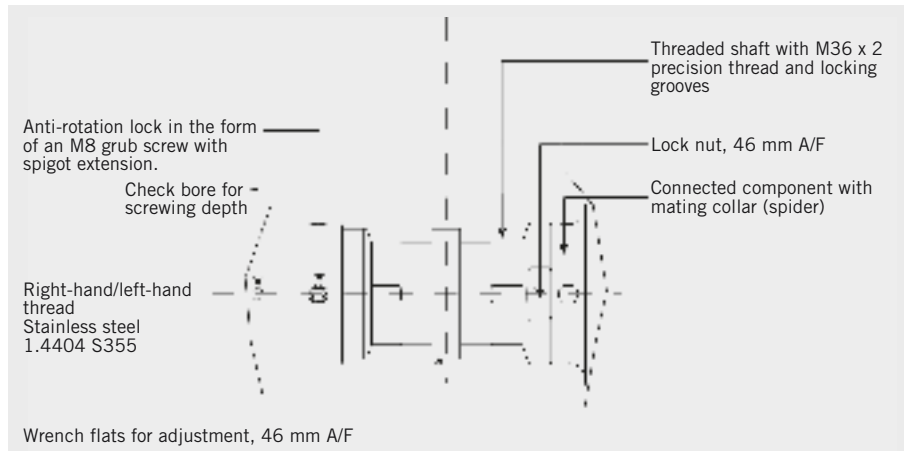 Threaded shaft with M36 x 2
precision thread and locking
grooves
Anti-rotation lock in the form
of an M8 grub screw with
spigot extension.
Lock nut, 46 mm A/F
Check bore for
screwing depth
Connected component with
mating collar (spider)
Right-hand/left-hand
thread
Stainless steel
1.4404 S355
Wrench flats for adjustment, 46 mm A/F